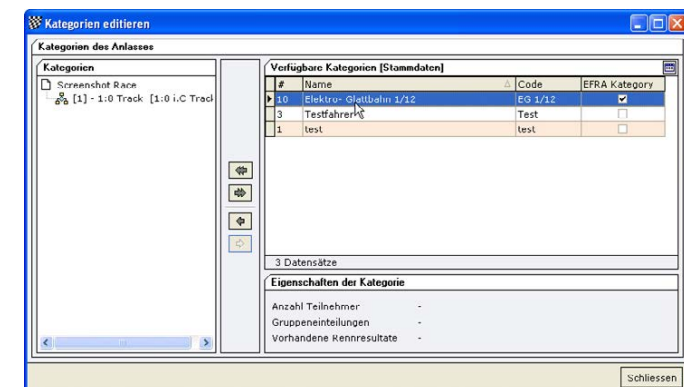 Kategorien editieren
Kategorien des Anlasses
Kategorien
Screenshot Race
[1] - 1:0 Track [1:0 i.C Track
Verfügbare Kategorien [Stammdaten]
# Name Code EFRA Kategory
10 Elektro- Glattbahn 1/12 EG 1/12
3 Testfahrer Test
1 test test
3 Datensätze
Eigenschaften der Kategorie
Anzahl Teilnehmer -
Gruppeneinteilungen -
Vorhandene Rennresultate -
Schliessen